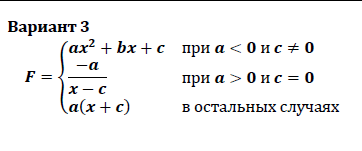 Вариант 3
F = { ax² + bx + c при a < 0 и c ≠ 0
-a / x - c при a > 0 и c = 0
a(x + c) в остальных случаях